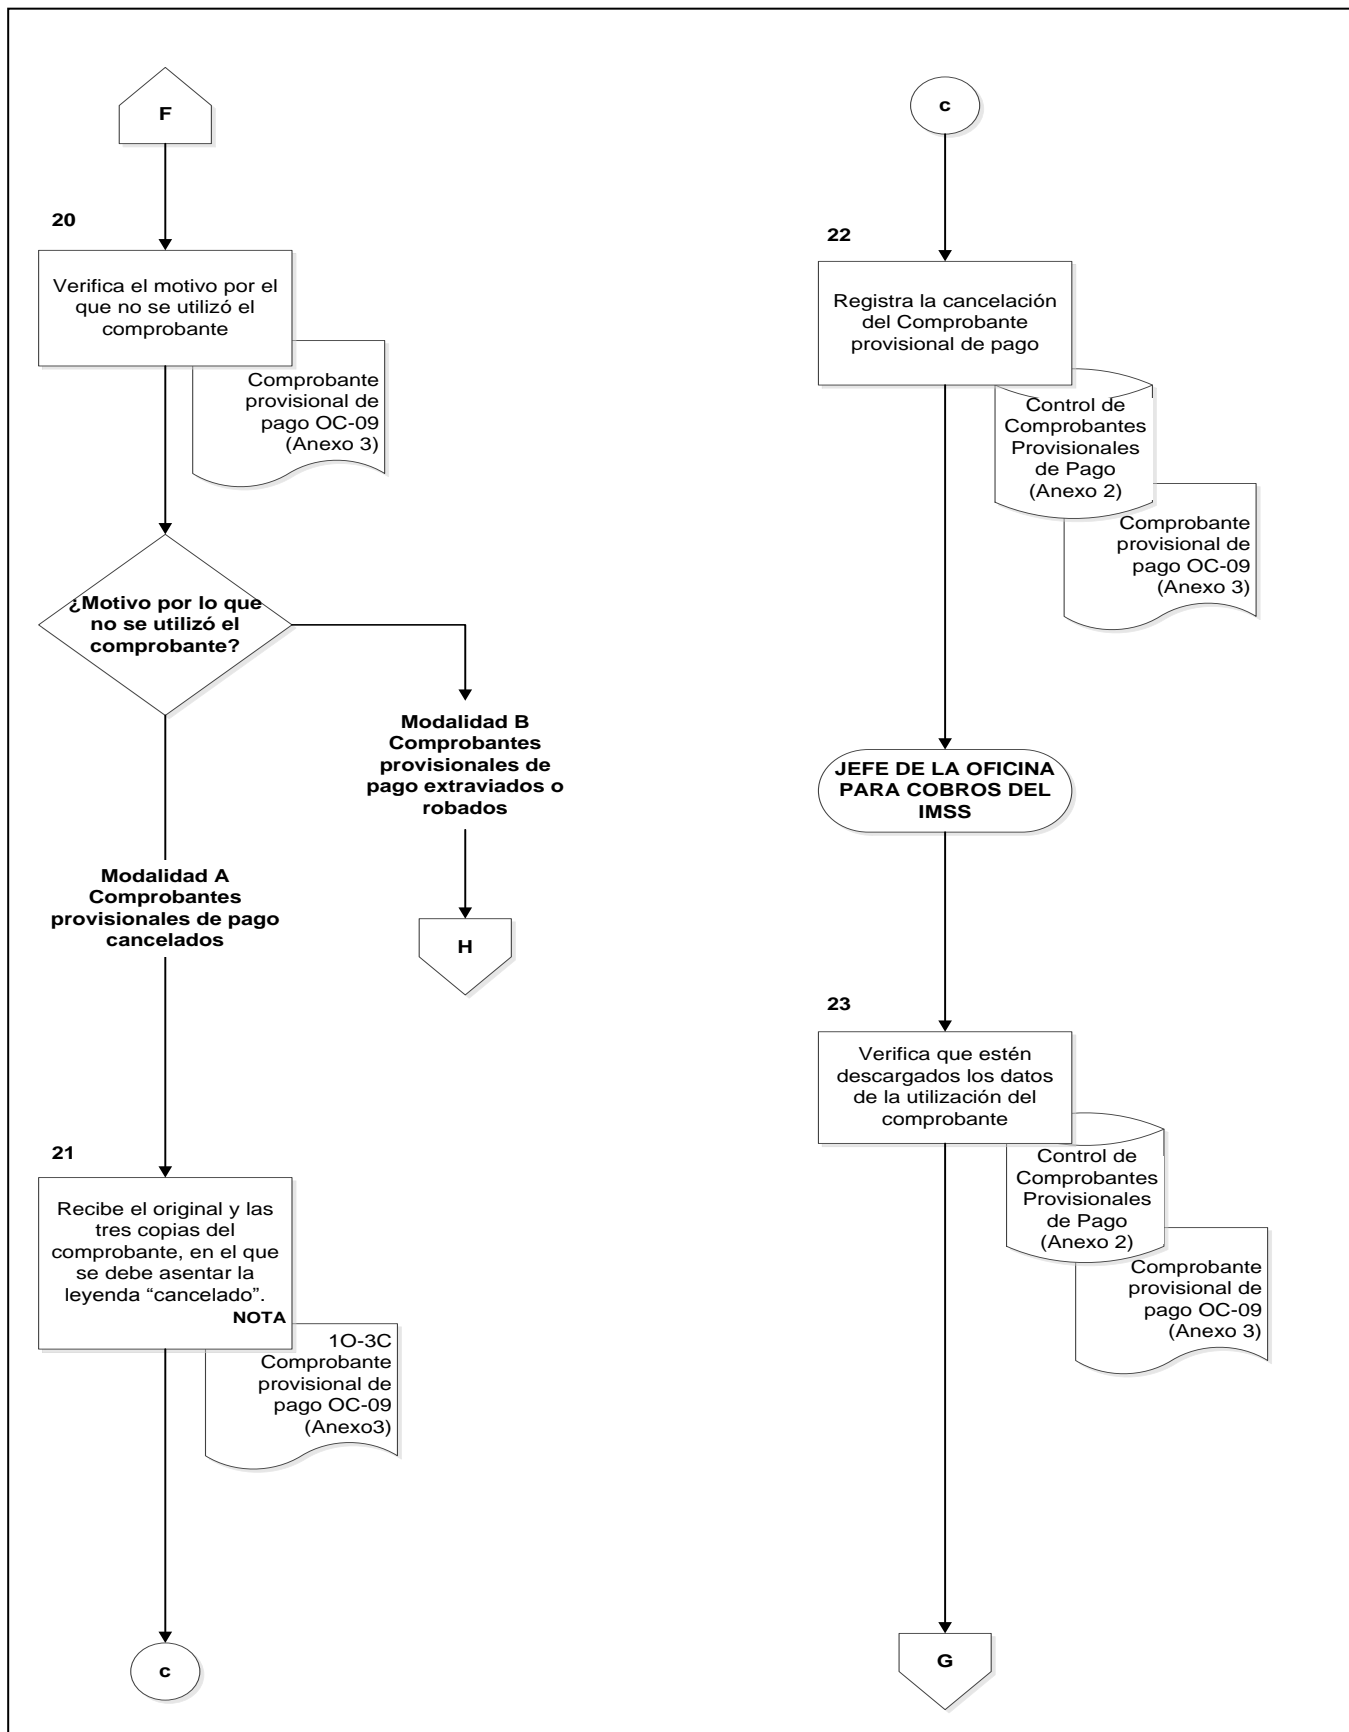 F
20
Verifica el motivo por el
que no se utilizó el
comprobante
Comprobante
provisional de
pago OC-09
(Anexo 3)
¿Motivo por lo que
no se utilizó el
comprobante?
Modalidad B
Comprobantes
provisionales de
pago extraviados o
robados
H
Modalidad A
Comprobantes
provisionales de pago
cancelados
21
Recibe el original y las
tres copias del
comprobante, en el que
se debe asentar la
leyenda “cancelado”.
NOTA
1O-3C
Comprobante
provisional de
pago OC-09
(Anexo3)
c
c
22
Registra la cancelación
del Comprobante
provisional de pago
Control de
Comprobantes
Provisionales
de Pago
(Anexo 2)
Comprobante
provisional de
pago OC-09
(Anexo 3)
JEFE DE LA OFICINA
PARA COBROS DEL
IMSS
23
Verifica que estén
descargados los datos
de la utilización del
comprobante
Control de
Comprobantes
Provisionales
de Pago
(Anexo 2)
Comprobante
provisional de
pago OC-09
(Anexo 3)
G